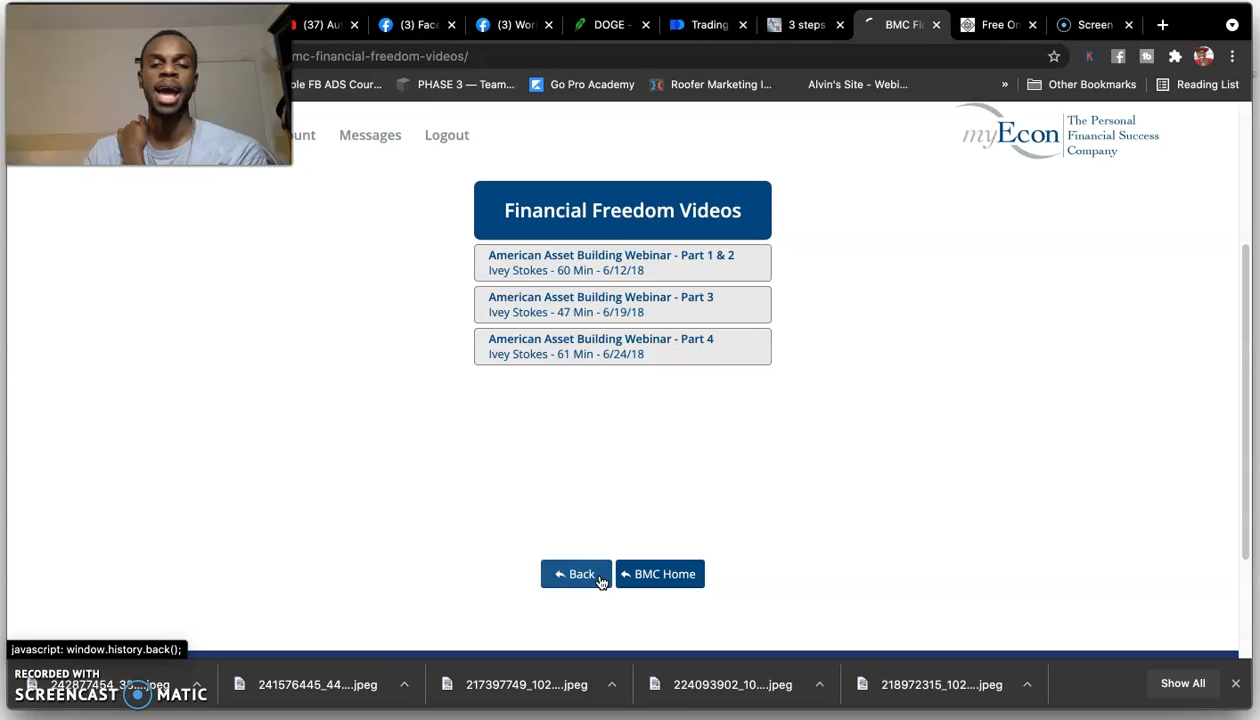 (37) Au
(3) Face
(3) Wor
DOGE -
Trading
3 steps
BMC Fi
Free On
Screen
mc-financial-freedom-videos/
ple FB ADS Cour...
PHASE 3 — Team...
Go Pro Academy
Roofer Marketing I...
Alvin's Site - Webi...
»
Other Bookmarks
Reading List
ount
Messages
Logout
myEcon
The Personal
Financial Success
Company
Financial Freedom Videos
American Asset Building Webinar - Part 1 & 2
Ivey Stokes - 60 Min - 6/12/18
American Asset Building Webinar - Part 3
Ivey Stokes - 47 Min - 6/19/18
American Asset Building Webinar - Part 4
Ivey Stokes - 61 Min - 6/24/18
Back
BMC Home
javascript: window.history.back();
RECORDED WITH
SCREENCAST MATIC
241576445_44....jpeg
217397749_102....jpeg
224093902_10....jpeg
218972315_102....jpeg
Show All